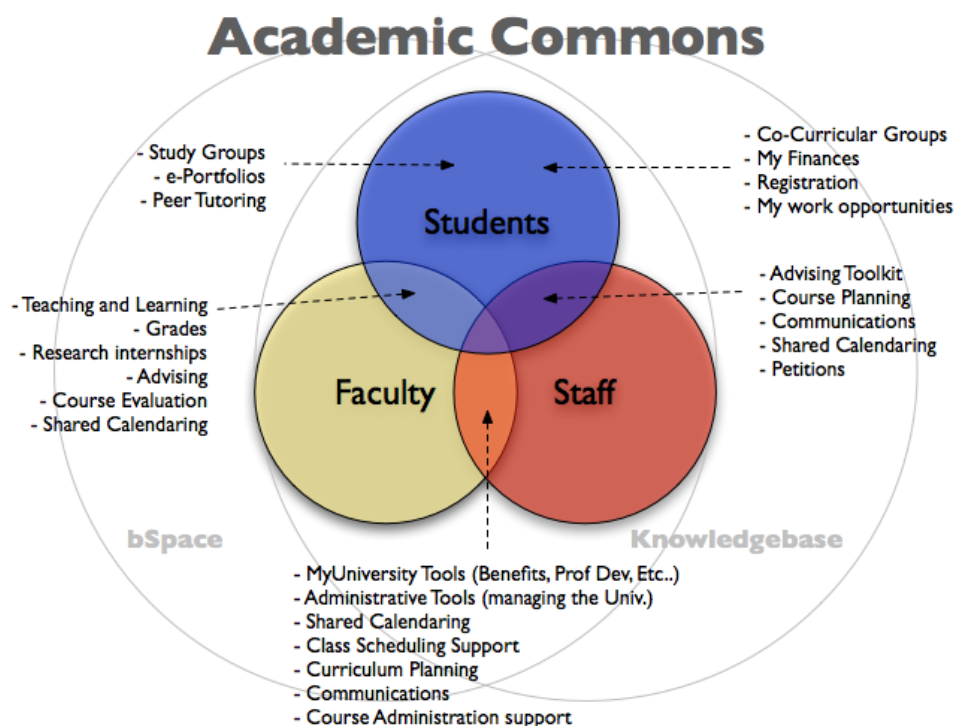 Academic Commons
- Study Groups
- e-Portfolios
- Peer Tutoring
- Co-Curricular Groups
- My Finances
- Registration
- My work opportunities
Students
- Teaching and Learning
- Grades
- Research internships
- Advising
- Course Evaluation
- Shared Calendaring
- Advising Toolkit
- Course Planning
- Communications
- Shared Calendaring
- Petitions
Faculty
Staff
bSpace
Knowledgebase
- MyUniversity Tools (Benefits, Prof Dev, Etc..)
- Administrative Tools (managing the Univ.)
- Shared Calendaring
- Class Scheduling Support
- Curriculum Planning
- Communications
- Course Administration support